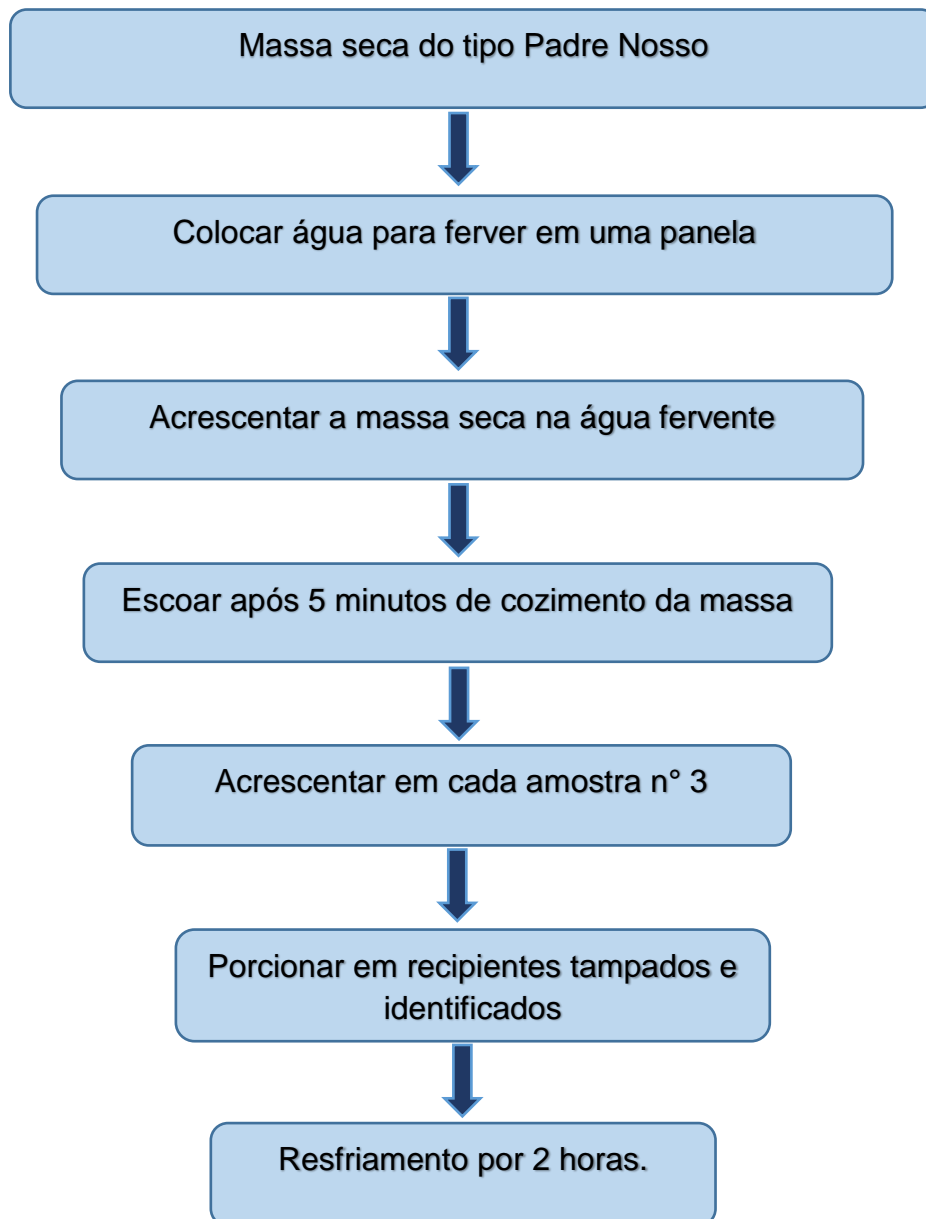 Massa seca do tipo Padre Nosso
Colocar água para ferver em uma panela
Acrescentar a massa seca na água fervente
Escoar após 5 minutos de cozimento da massa
Acrescentar em cada amostra n° 3
Porcionar em recipientes tampados e
identificados
Resfriamento por 2 horas.